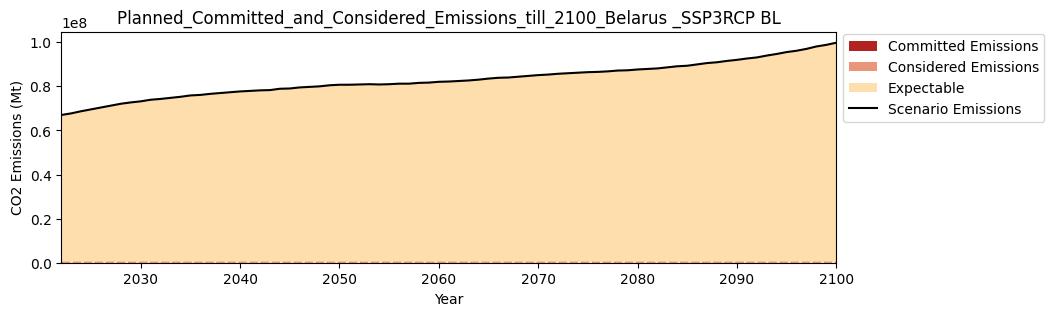 Planned_Committed_and_Considered_Emissions_till_2100_Belarus _SSP3RCP BL
1e8
CO2 Emissions (Mt)
1.0
0.8
0.6
0.4
0.2
0.0
2030 2040 2050 2060 2070 2080 2090 2100
Year
Committed Emissions
Considered Emissions
Expectable
Scenario Emissions